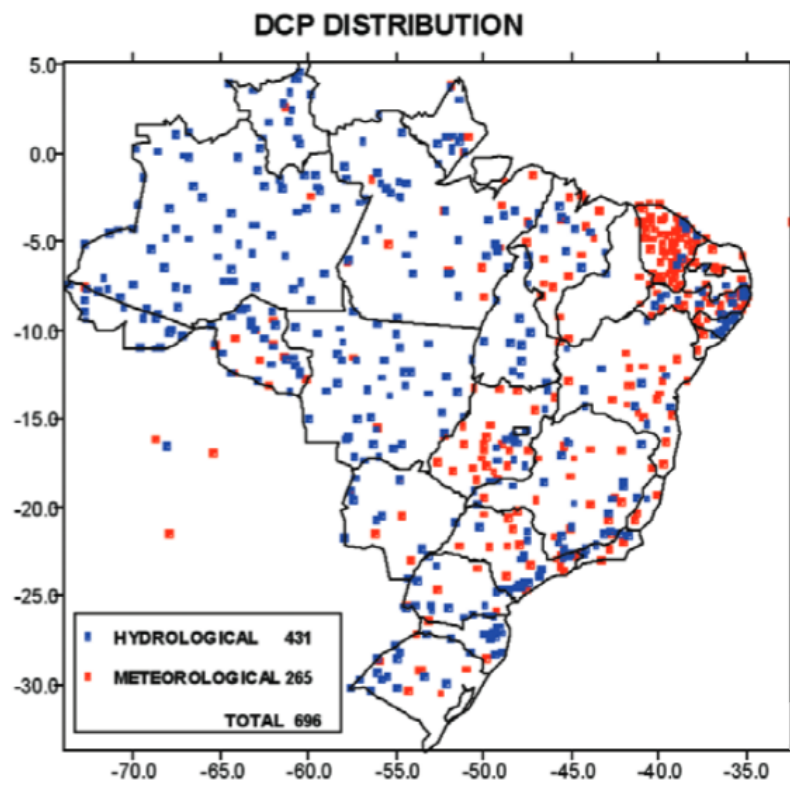 DCP DISTRIBUTION
5.0
0.0
-5.0
-10.0
-15.0
-20.0
-25.0
-30.0
HYDROLOGICAL 431
METEOROLOGICAL 265
TOTAL 696
-70.0 -65.0 -60.0 -55.0 -50.0 -45.0 -40.0 -35.0